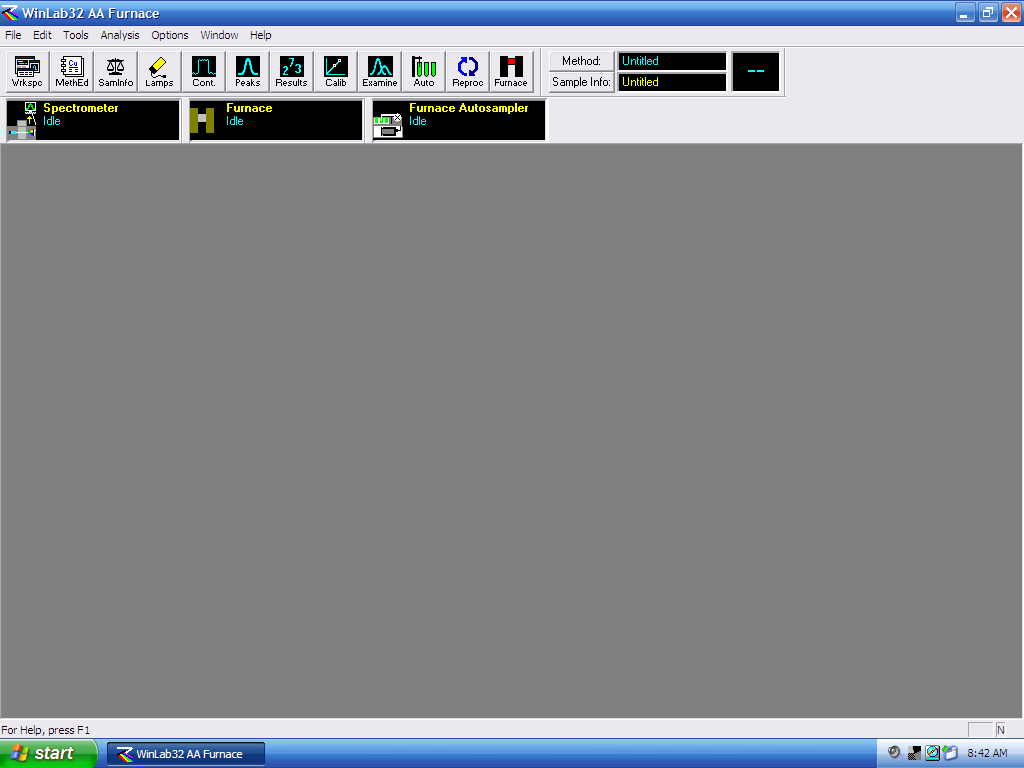 WinLab32 AA Furnace
File Edit Tools Analysis Options Window Help
Wrkspc MethEd SamInfo Lamps Cont. Peaks Results Calib Examine Auto Reproc Furnace
Method: Untitled
Sample Info: Untitled
--
Spectrometer
Idle
Furnace
Idle
Furnace Autosampler
Idle
For Help, press F1
N
start
WinLab32 AA Furnace
8:42 AM